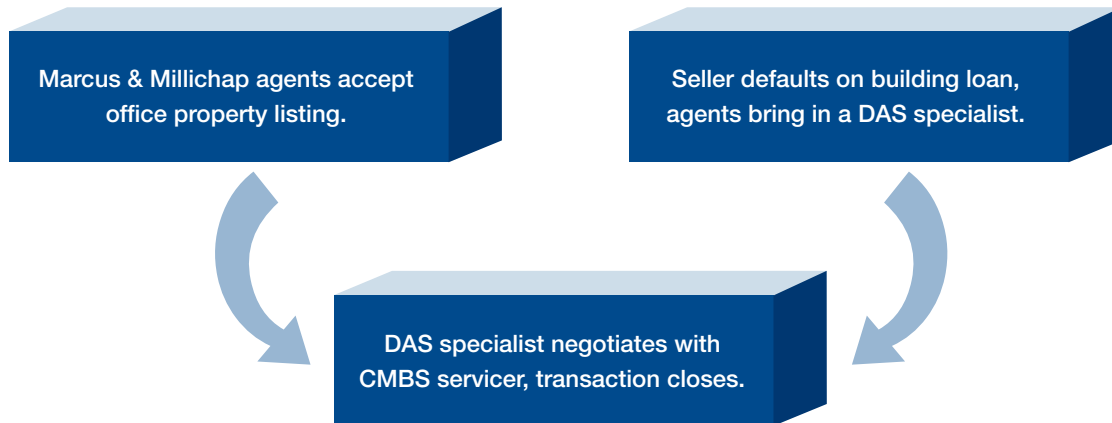 Marcus & Millichap agents accept
office property listing.
Seller defaults on building loan,
agents bring in a DAS specialist.
DAS specialist negotiates with
CMBS servicer, transaction closes.